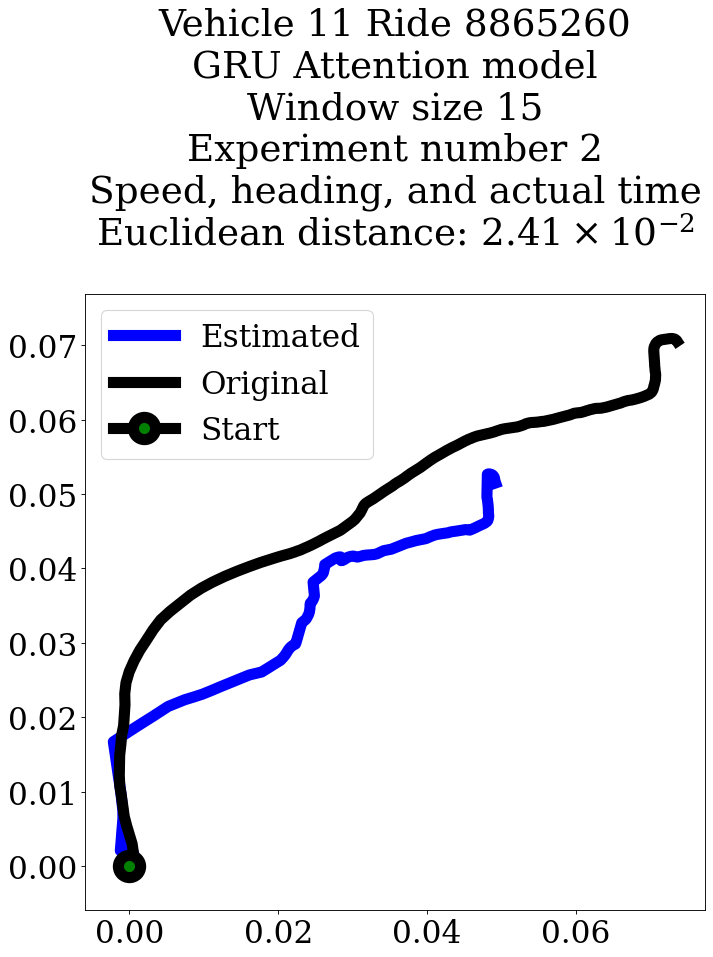 Vehicle 11 Ride 8865260
GRU Attention model
Window size 15
Experiment number 2
Speed, heading, and actual time
Euclidean distance: 2.41 × 10⁻²
Estimated
Original
Start
0.07
0.06
0.05
0.04
0.03
0.02
0.01
0.00
0.00 0.02 0.04 0.06